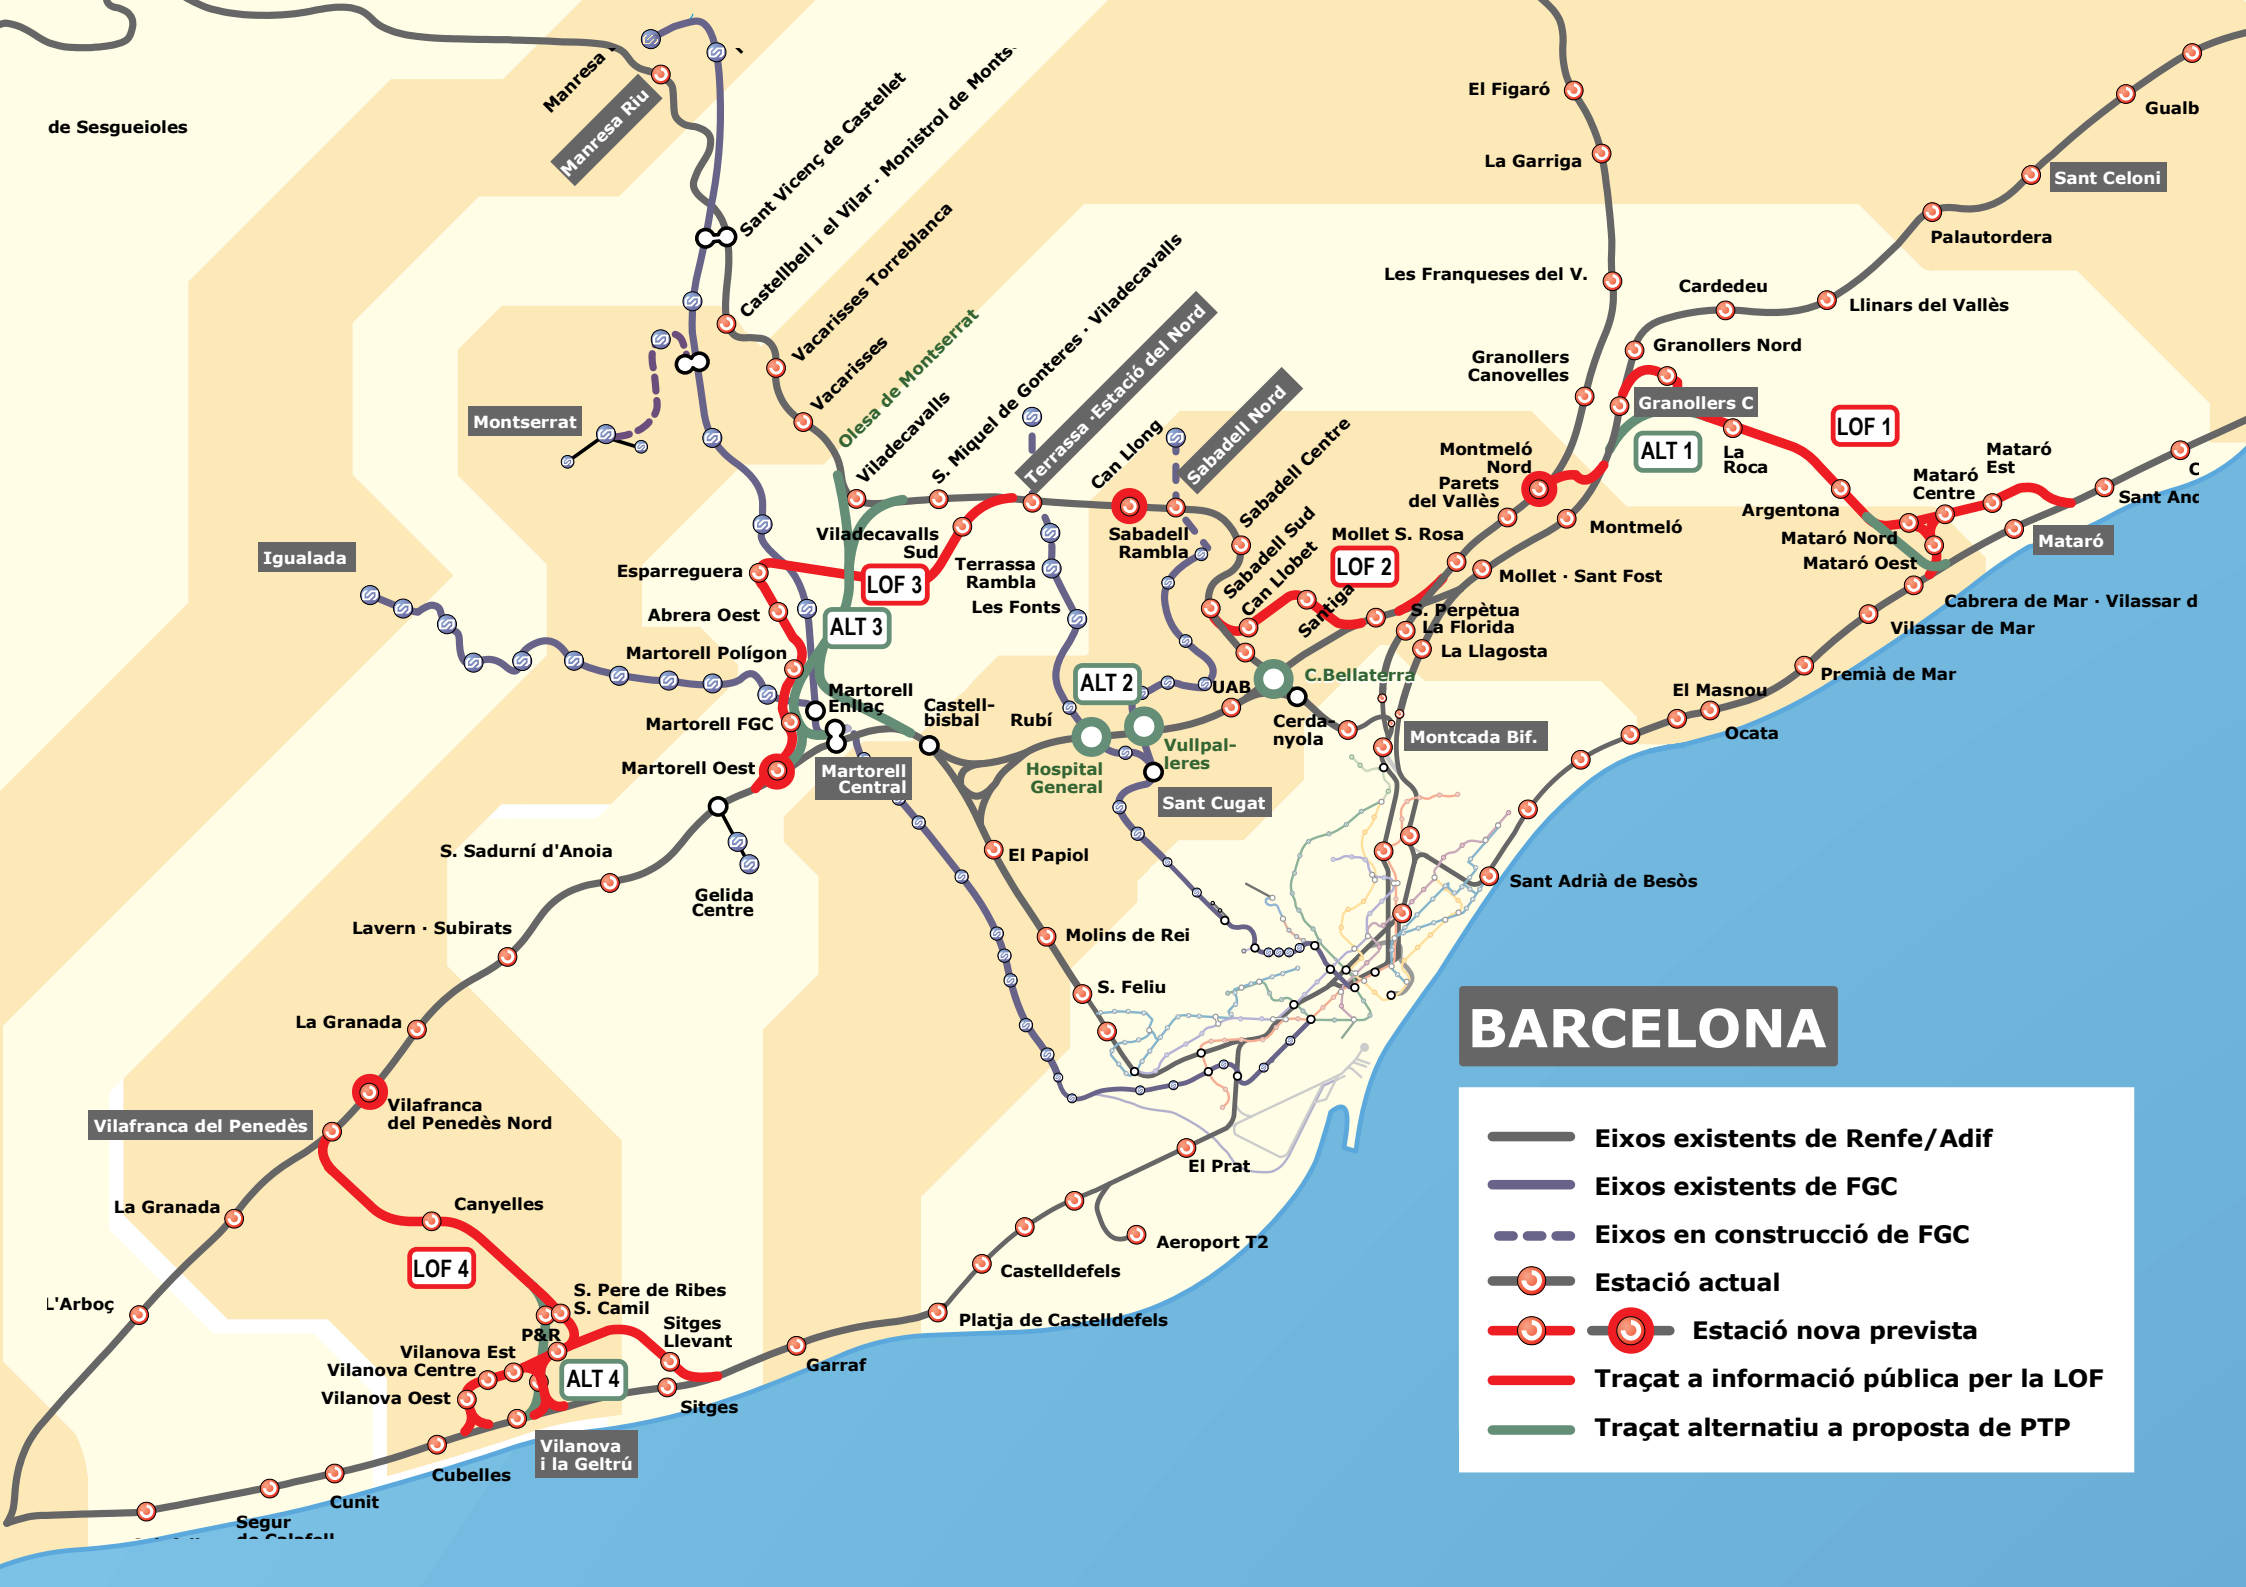 de Sesgueioles
Manresa
Manresa Riu
Sant Vicenç de Castellet
Castellbell i el Vilar · Monistrol de Monts
Vacarisses Torreblanca
Vacarisses
Olesa de Montserrat
Viladecavalls
S. Miquel de Gonteres · Viladecavalls
Terrassa ·Estació del Nord
Can Llong
Sabadell Nord
Sabadell Centre
Sabadell Sud
Can Llobet
Santiga
El Figaró
La Garriga
Les Franqueses del V.
Granollers
Canovelles
Gualb
Sant Celoni
Palautordera
Cardedeu
Llinars del Vallès
Granollers Nord
Granollers C
LOF 1
ALT 1
La
Roca
Montmeló
Nord
Parets
del Vallès
Montmeló
Mollet S. Rosa
LOF 2
Mollet · Sant Fost
S. Perpètua
La Florida
La Llagosta
Argentona
Mataró
Centre
Mataró
Est
Mataró Nord
Mataró Oest
Mataró
Sant And
C
Cabrera de Mar · Vilassar d
Vilassar de Mar
Premià de Mar
El Masnou
Ocata
Montserrat
Igualada
Viladecavalls
Sud
Esparreguera
LOF 3
Abrera Oest
ALT 3
Martorell Polígon
Martorell
Enllaç
Martorell FGC
Martorell Oest
Martorell
Central
Castell-
bisbal
Terrassa
Rambla
Les Fonts
Sabadell
Rambla
Rubí
ALT 2
UAB
C.Bellaterra
Cerda-
nyola
Montcada Bif.
Hospital
General
Vullpal-
leres
Sant Cugat
S. Sadurní d'Anoia
Gelida
Centre
El Papiol
Lavern · Subirats
Molins de Rei
S. Feliu
Sant Adrià de Besòs
La Granada
Vilafranca
del Penedès Nord
Vilafranca del Penedès
La Granada
Canyelles
LOF 4
L'Arboç
S. Pere de Ribes
S. Camil
P&R
Sitges
Llevant
Vilanova Est
Vilanova Centre
Vilanova Oest
ALT 4
Sitges
Garraf
Vilanova
i la Geltrú
Cubelles
Cunit
Segur
de Calafell
El Prat
Aeroport T2
Castelldefels
Platja de Castelldefels
BARCELONA
Eixos existents de Renfe/Adif
Eixos existents de FGC
Eixos en construcció de FGC
Estació actual
Estació nova prevista
Traçat a informació pública per la LOF
Traçat alternatiu a proposta de PTP